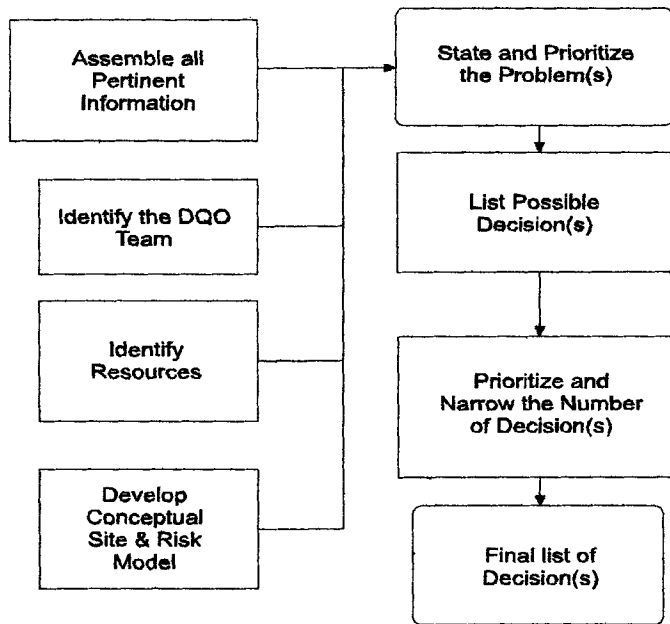 Assemble all
Pertinent
Information
Identify the DQO
Team
Identify
Resources
Develop
Conceptual
Site & Risk
Model
State and Prioritize
the Problem(s)
List Possible
Decision(s)
Prioritize and
Narrow the Number
of Decision(s)
Final list of
Decision(s)